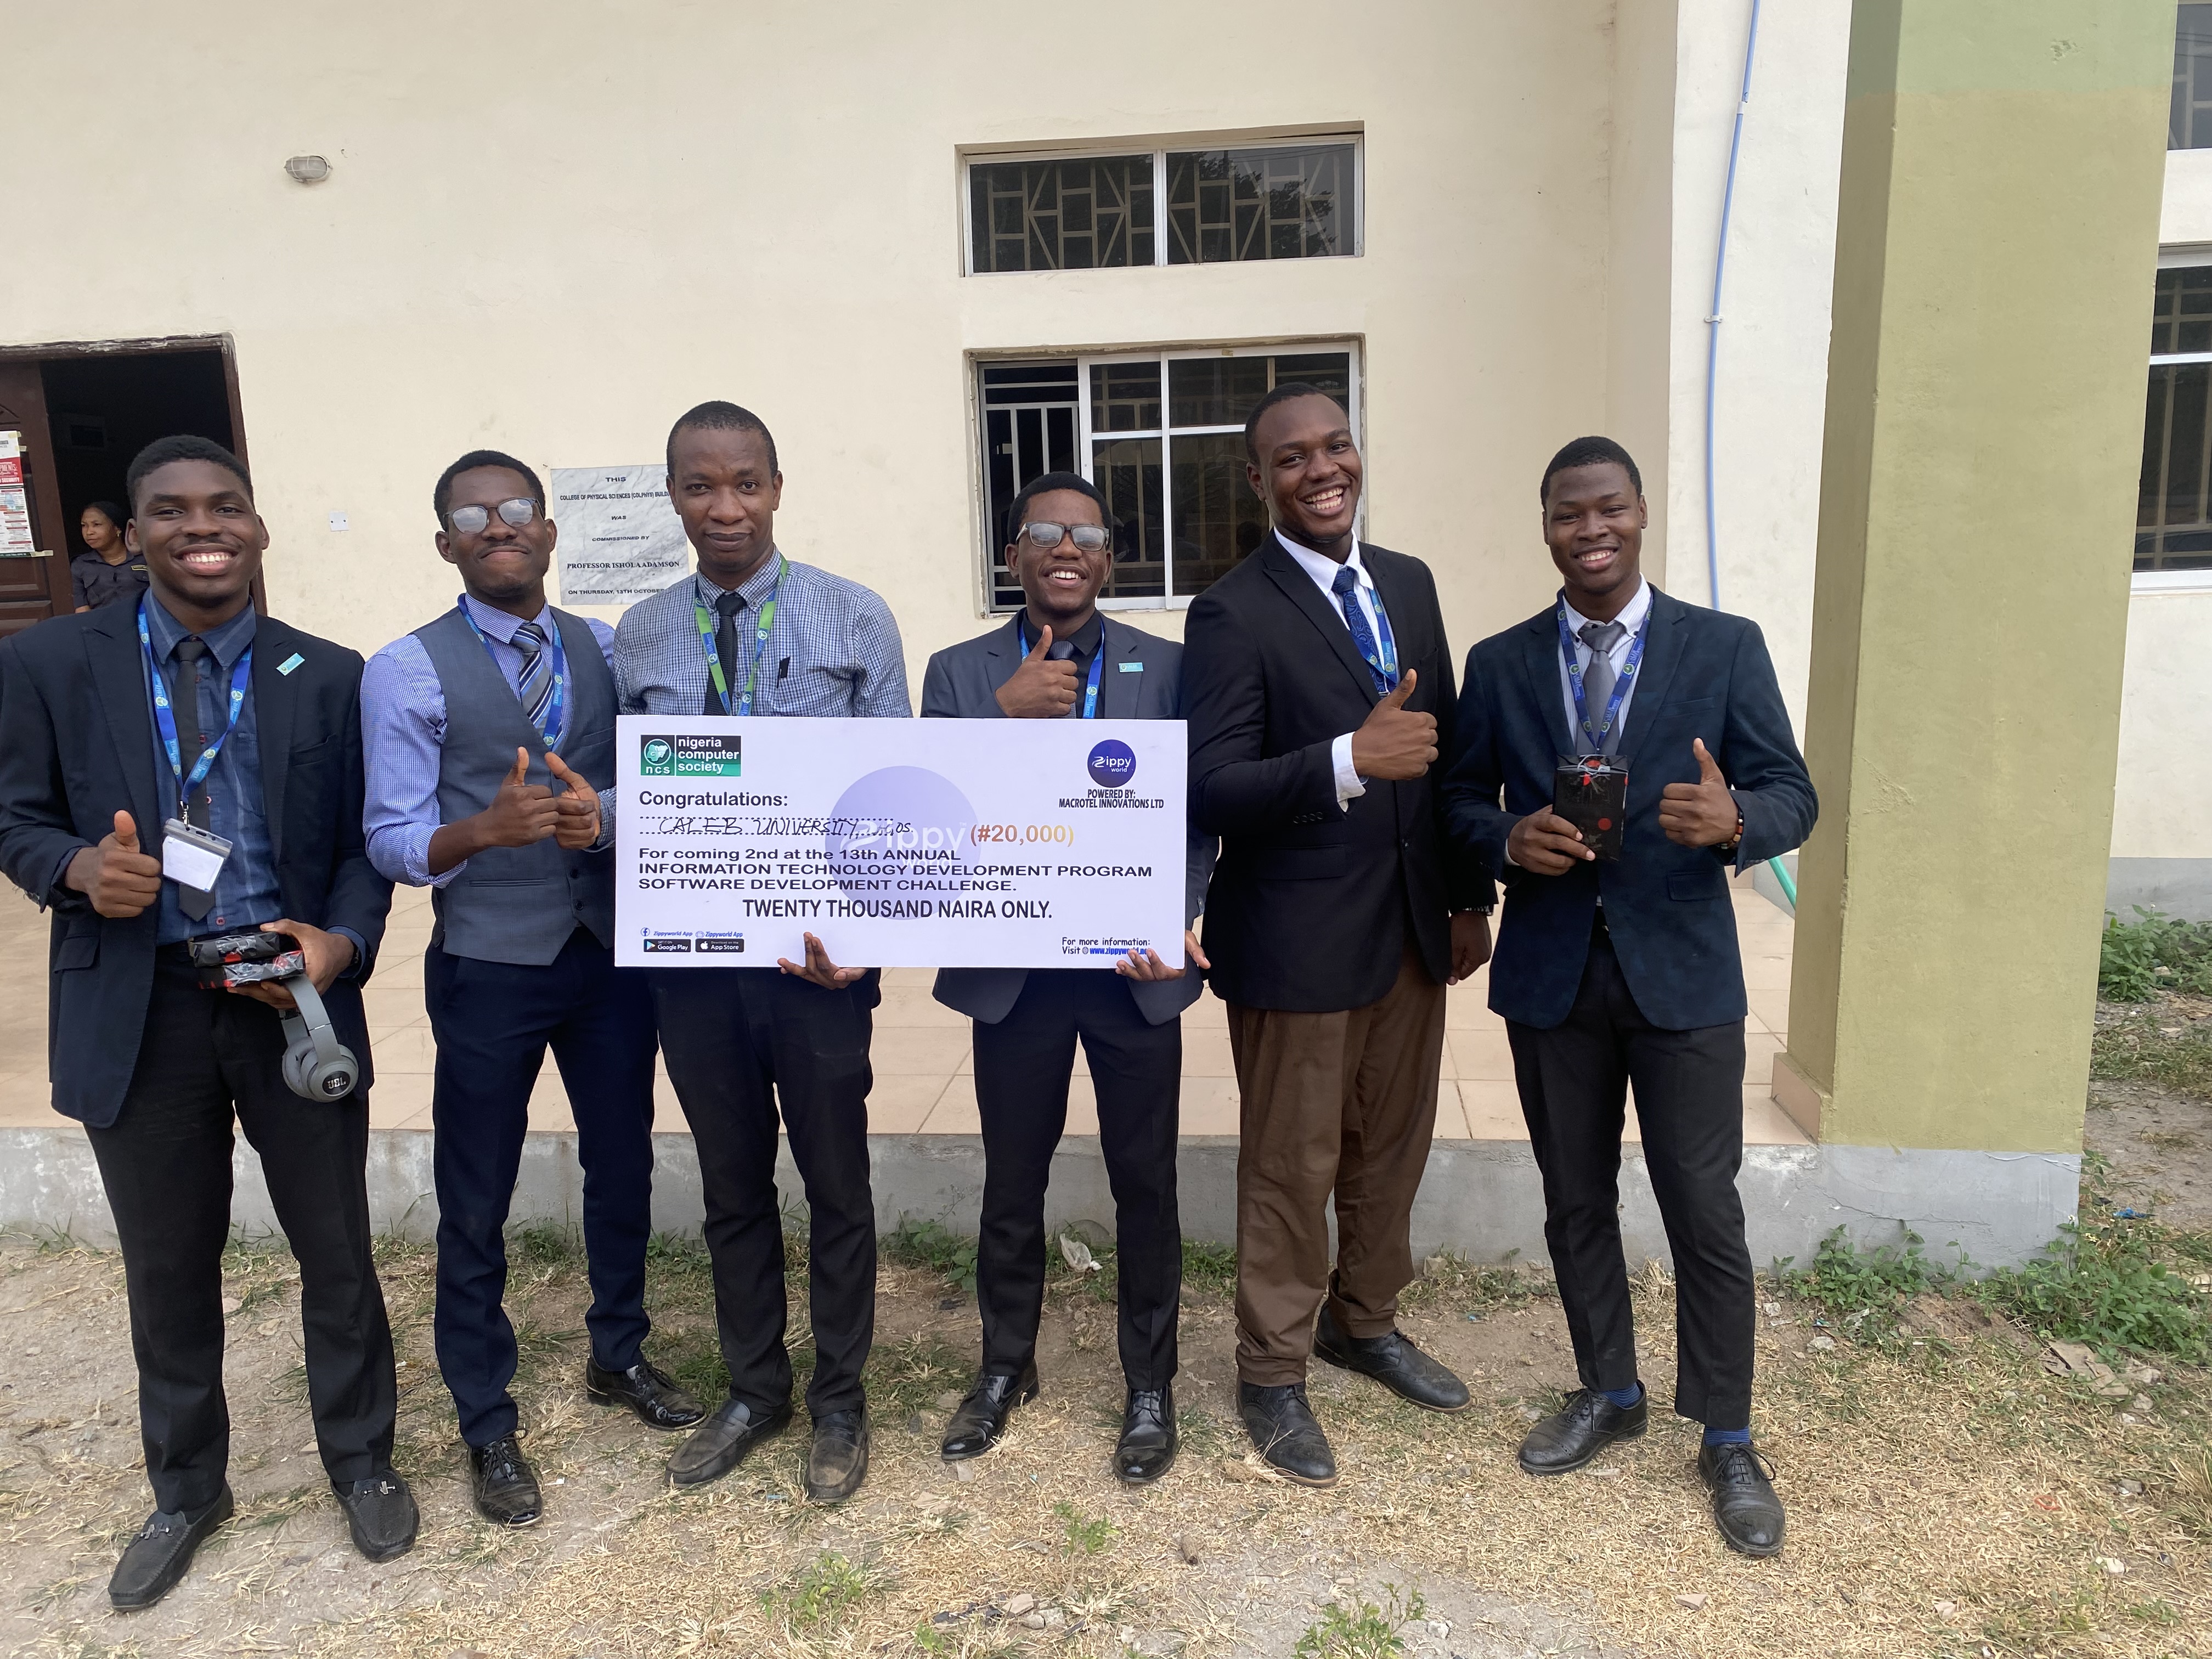 THIS
COLLEGE OF PHYSICAL SCIENCES (COLPHYS)
WAS
COMMISSIONED BY
PROFESSOR ISHOLA ADAMSON
ON THURSDAY, 13TH OCTOBER
nigeria
computer
society
ncs
Zippy
world
POWERED BY:
MACROTEL INNOVATIONS LTD
Congratulations:
CALEB UNIVERSITY,
Zippy
(#20,000)
For coming 2nd at the 13th ANNUAL
INFORMATION TECHNOLOGY DEVELOPMENT PROGRAM
SOFTWARE DEVELOPMENT CHALLENGE.
TWENTY THOUSAND NAIRA ONLY.
Zippyworld App Zippyworld App
Google Play App Store
For more information:
Visit
JBL